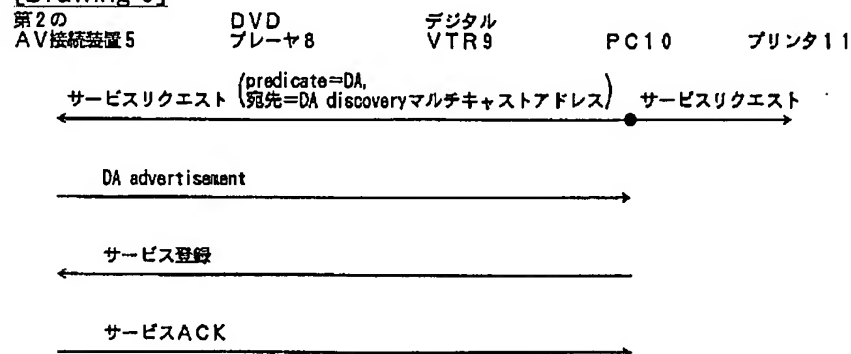 第2の DVD デジタル
AV接続装置5 プレーヤ8 VTR9 PC10 プリンタ11
サービスリクエスト (predicate=DA, 宛先=DA discoveryマルチキャストアドレス) サービスリクエスト
DA advertisement
サービス登録
サービスACK